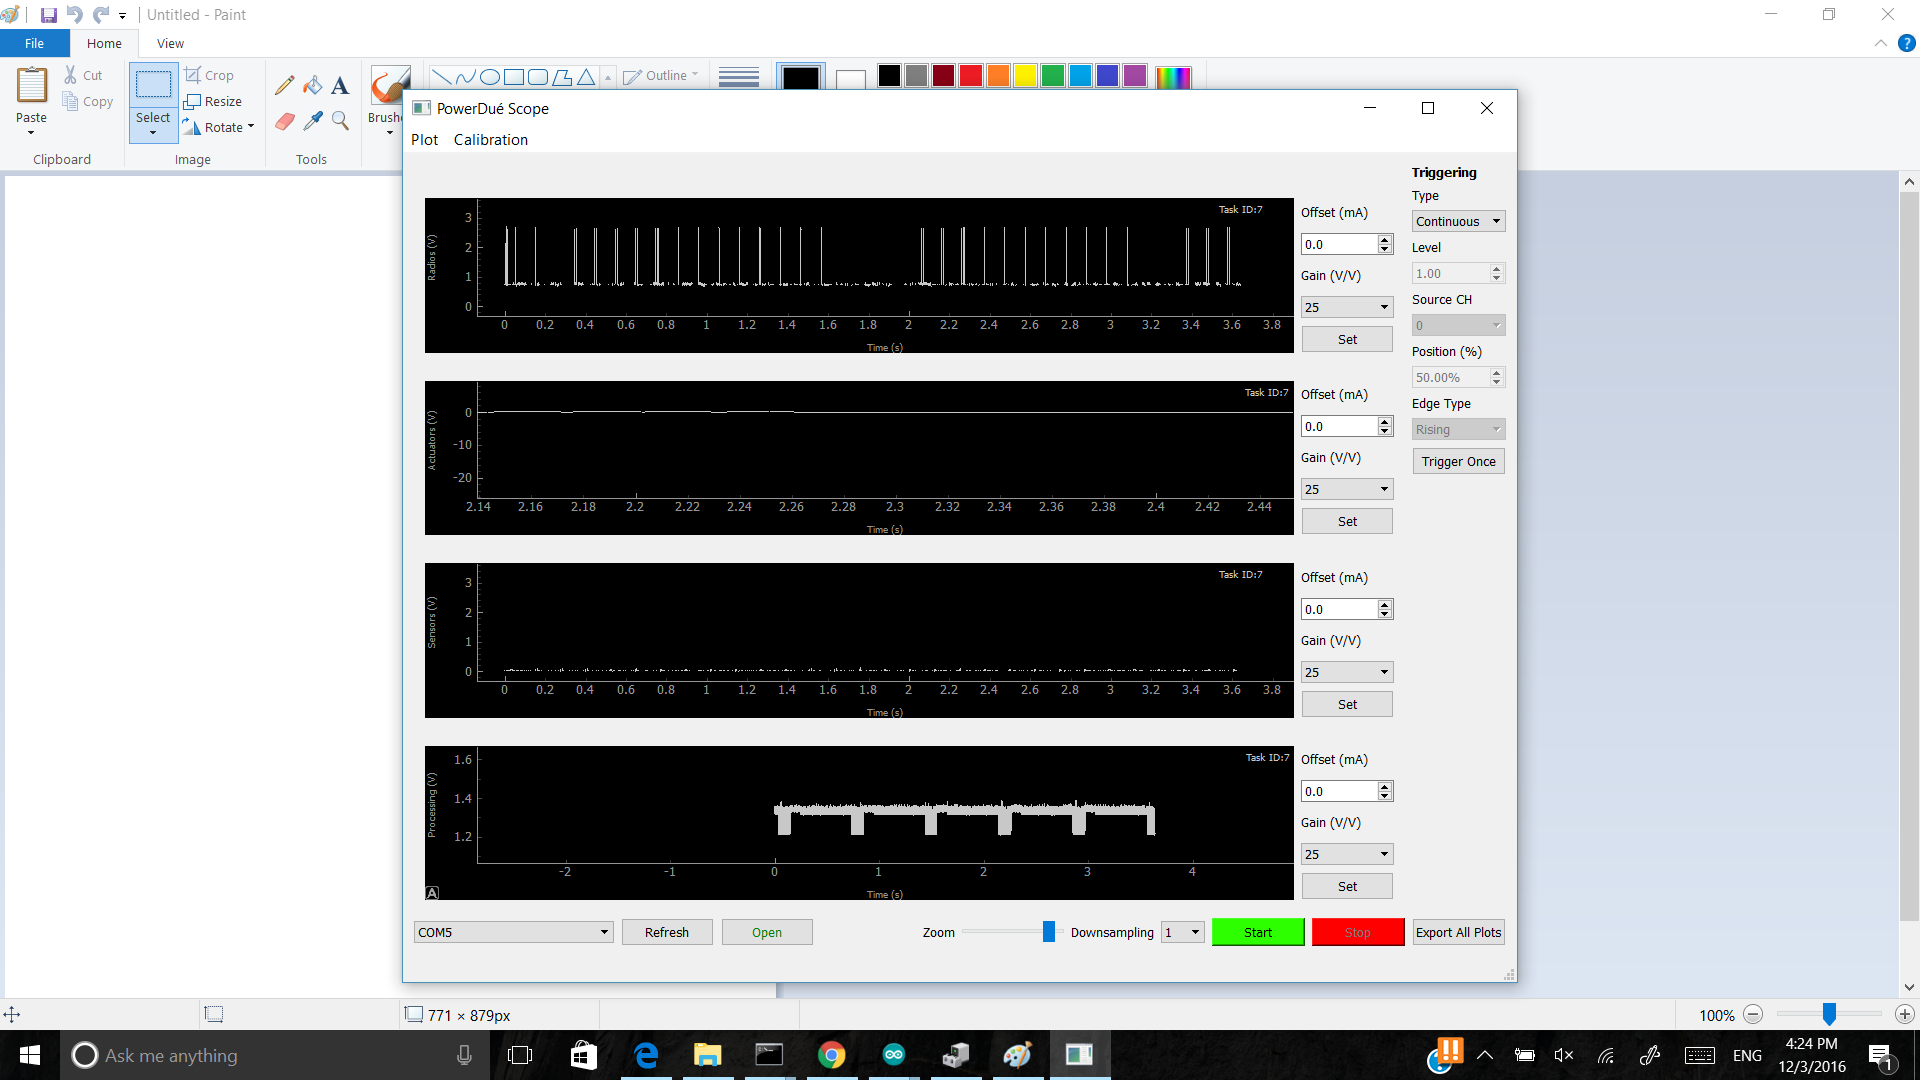 Untitled - Paint
File Home View
Cut
Copy
Paste
Clipboard
Select
Crop
Resize
Rotate
Image
Tools
Outline
PowerDué Scope
Plot Calibration
Radios (V)
3
2
1
0
Task ID:7
0 0.2 0.4 0.6 0.8 1 1.2 1.4 1.6 1.8 2 2.2 2.4 2.6 2.8 3 3.2 3.4 3.6 3.8
Time (s)
Offset (mA)
0.0
Gain (V/V)
25
Set
Actuators (V)
0
-10
-20
Task ID:7
2.14 2.16 2.18 2.2 2.22 2.24 2.26 2.28 2.3 2.32 2.34 2.36 2.38 2.4 2.42 2.44
Time (s)
Offset (mA)
0.0
Gain (V/V)
25
Set
Sensors (V)
3
2
1
0
Task ID:7
0 0.2 0.4 0.6 0.8 1 1.2 1.4 1.6 1.8 2 2.2 2.4 2.6 2.8 3 3.2 3.4 3.6 3.8
Time (s)
Offset (mA)
0.0
Gain (V/V)
25
Set
Processing (V)
1.6
1.4
1.2
Task ID:7
-2 -1 0 1 2 3 4
Time (s)
A
Offset (mA)
0.0
Gain (V/V)
25
Set
Triggering
Type
Continuous
Level
1.00
Source CH
0
Position (%)
50.00%
Edge Type
Rising
Trigger Once
COM5 Refresh Open Zoom Downsampling 1 Start Stop Export All Plots
771 × 879px
100%
Ask me anything
ENG
4:24 PM
12/3/2016
1